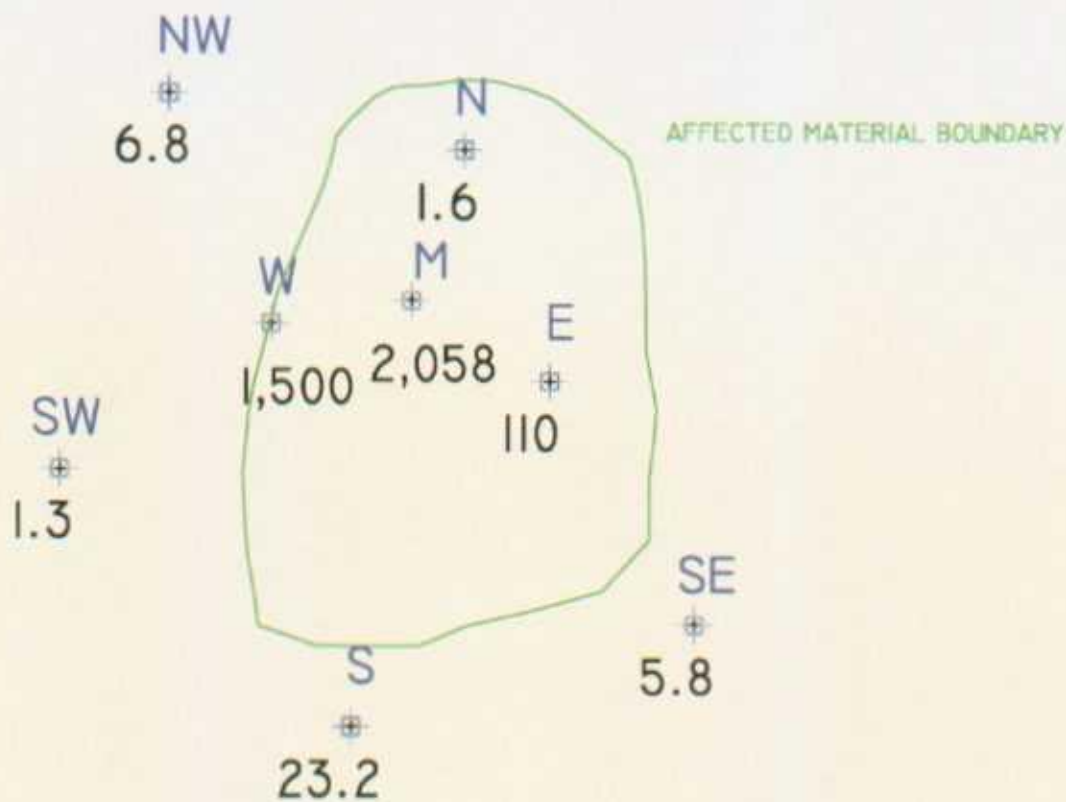 NW
6.8
N
1.6
AFFECTED MATERIAL BOUNDARY
W
1,500
M
2,058
E
110
SW
1.3
SE
5.8
S
23.2